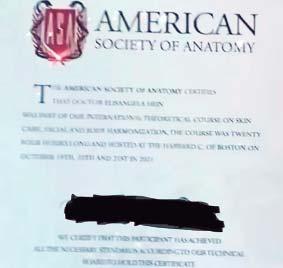 ASA
AMERICAN
SOCIETY OF ANATOMY
THE AMERICAN SOCIETY OF ANATOMY CERTIFIES
THAT DOCTOR ELISANGELA HEIN
WAS PART OF OUR INTERNATIONAL THEORETICAL COURSE ON SKIN
CARE, FACIAL AND BODY HARMONIZATION, THE COURSE WAS TWENTY
FOUR HOURS LONG AND HOSTED AT THE HARVARD C. OF BOSTON ON
OCTOBER 19TH, 20TH AND 21ST IN 2021
WE CERTIFY THAT THIS PARTICIPANT HAS ACHIEVED
ALL THE NECESSARY STANDARDS ACCORDING TO OUR TECHNICAL
BOARD TO HOLD THIS CERTIFICATE